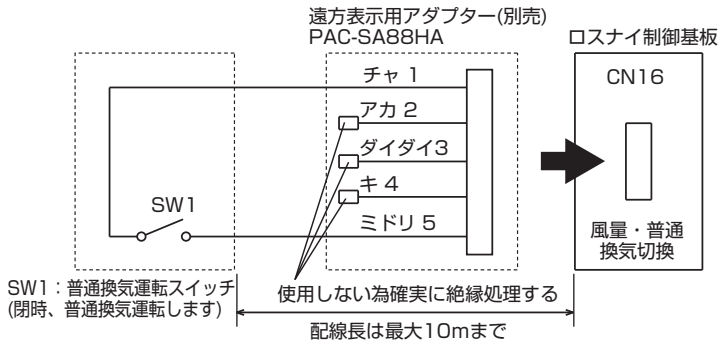 遠方表示用アダプター(別売)
PAC-SA88HA
ロスナイ制御基板
チャ 1
CN16
アカ 2
ダイダイ3
キ 4
SW1
ミドリ 5
風量・普通
換気切換
SW1：普通換気運転スイッチ
(閉時、普通換気運転します)
使用しない為確実に絶縁処理する
配線長は最大10mまで